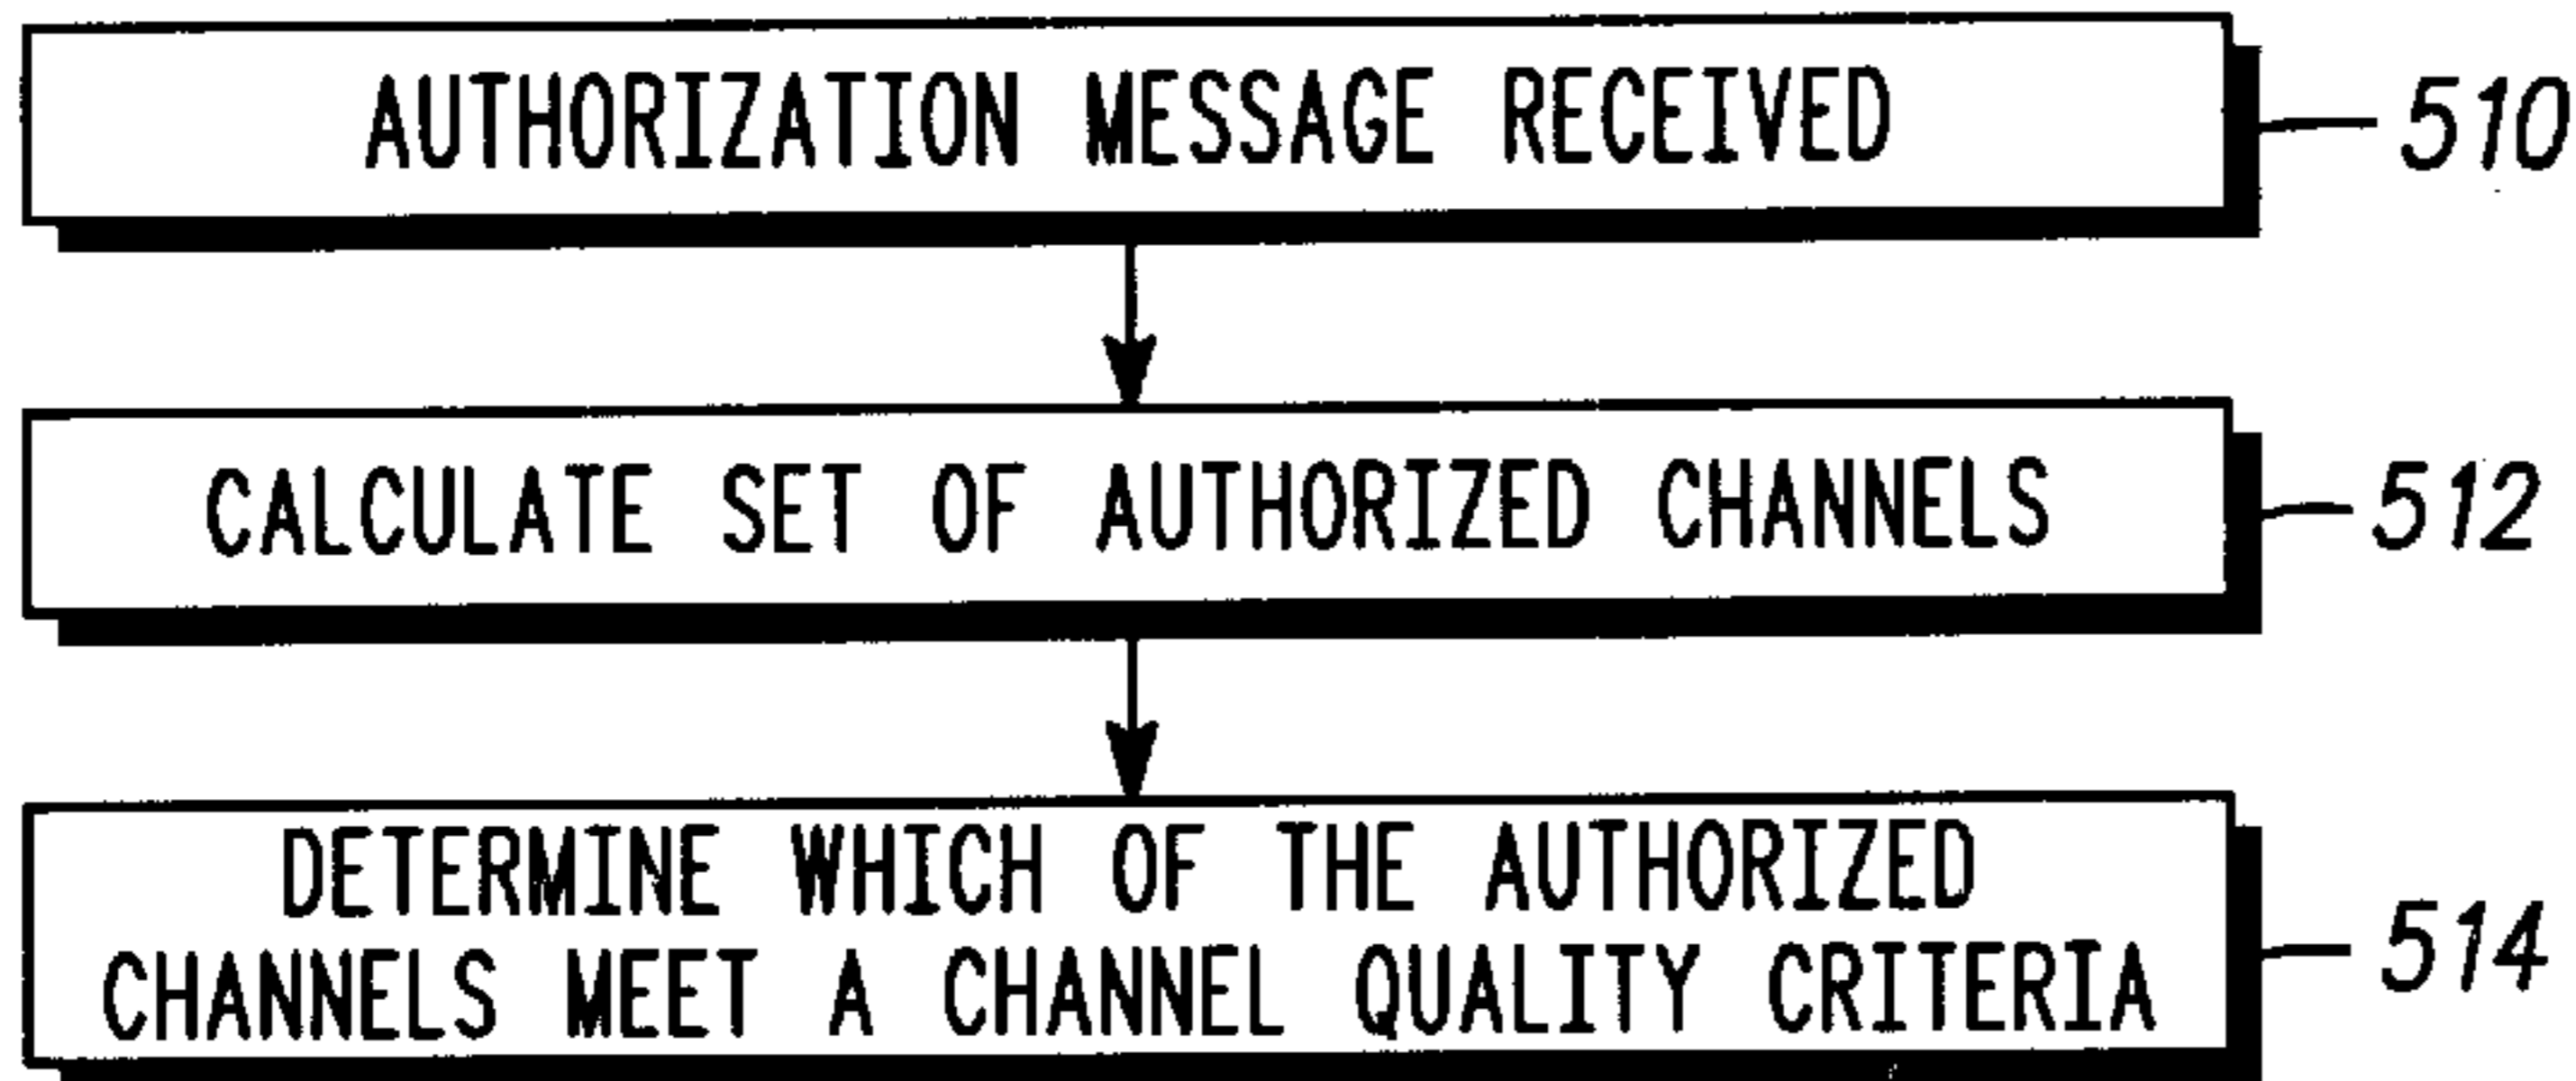 AUTHORIZATION MESSAGE RECEIVED
510
CALCULATE SET OF AUTHORIZED CHANNELS
512
DETERMINE WHICH OF THE AUTHORIZED
CHANNELS MEET A CHANNEL QUALITY CRITERIA
514